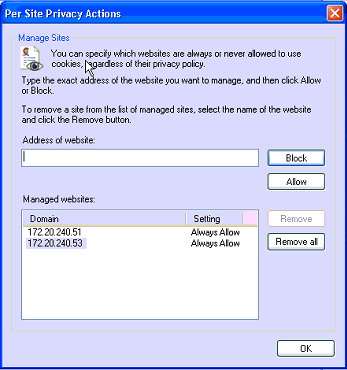 Per Site Privacy Actions
Manage Sites
You can specify which websites are always or never allowed to use
cookies, regardless of their privacy policy.
Type the exact address of the website you want to manage, and then click Allow
or Block.
To remove a site from the list of managed sites, select the name of the website
and click the Remove button.
Address of website:
Block
Allow
Managed websites:
Domain Setting
Remove
172.20.240.51 Always Allow
172.20.240.53 Always Allow
Remove all
OK